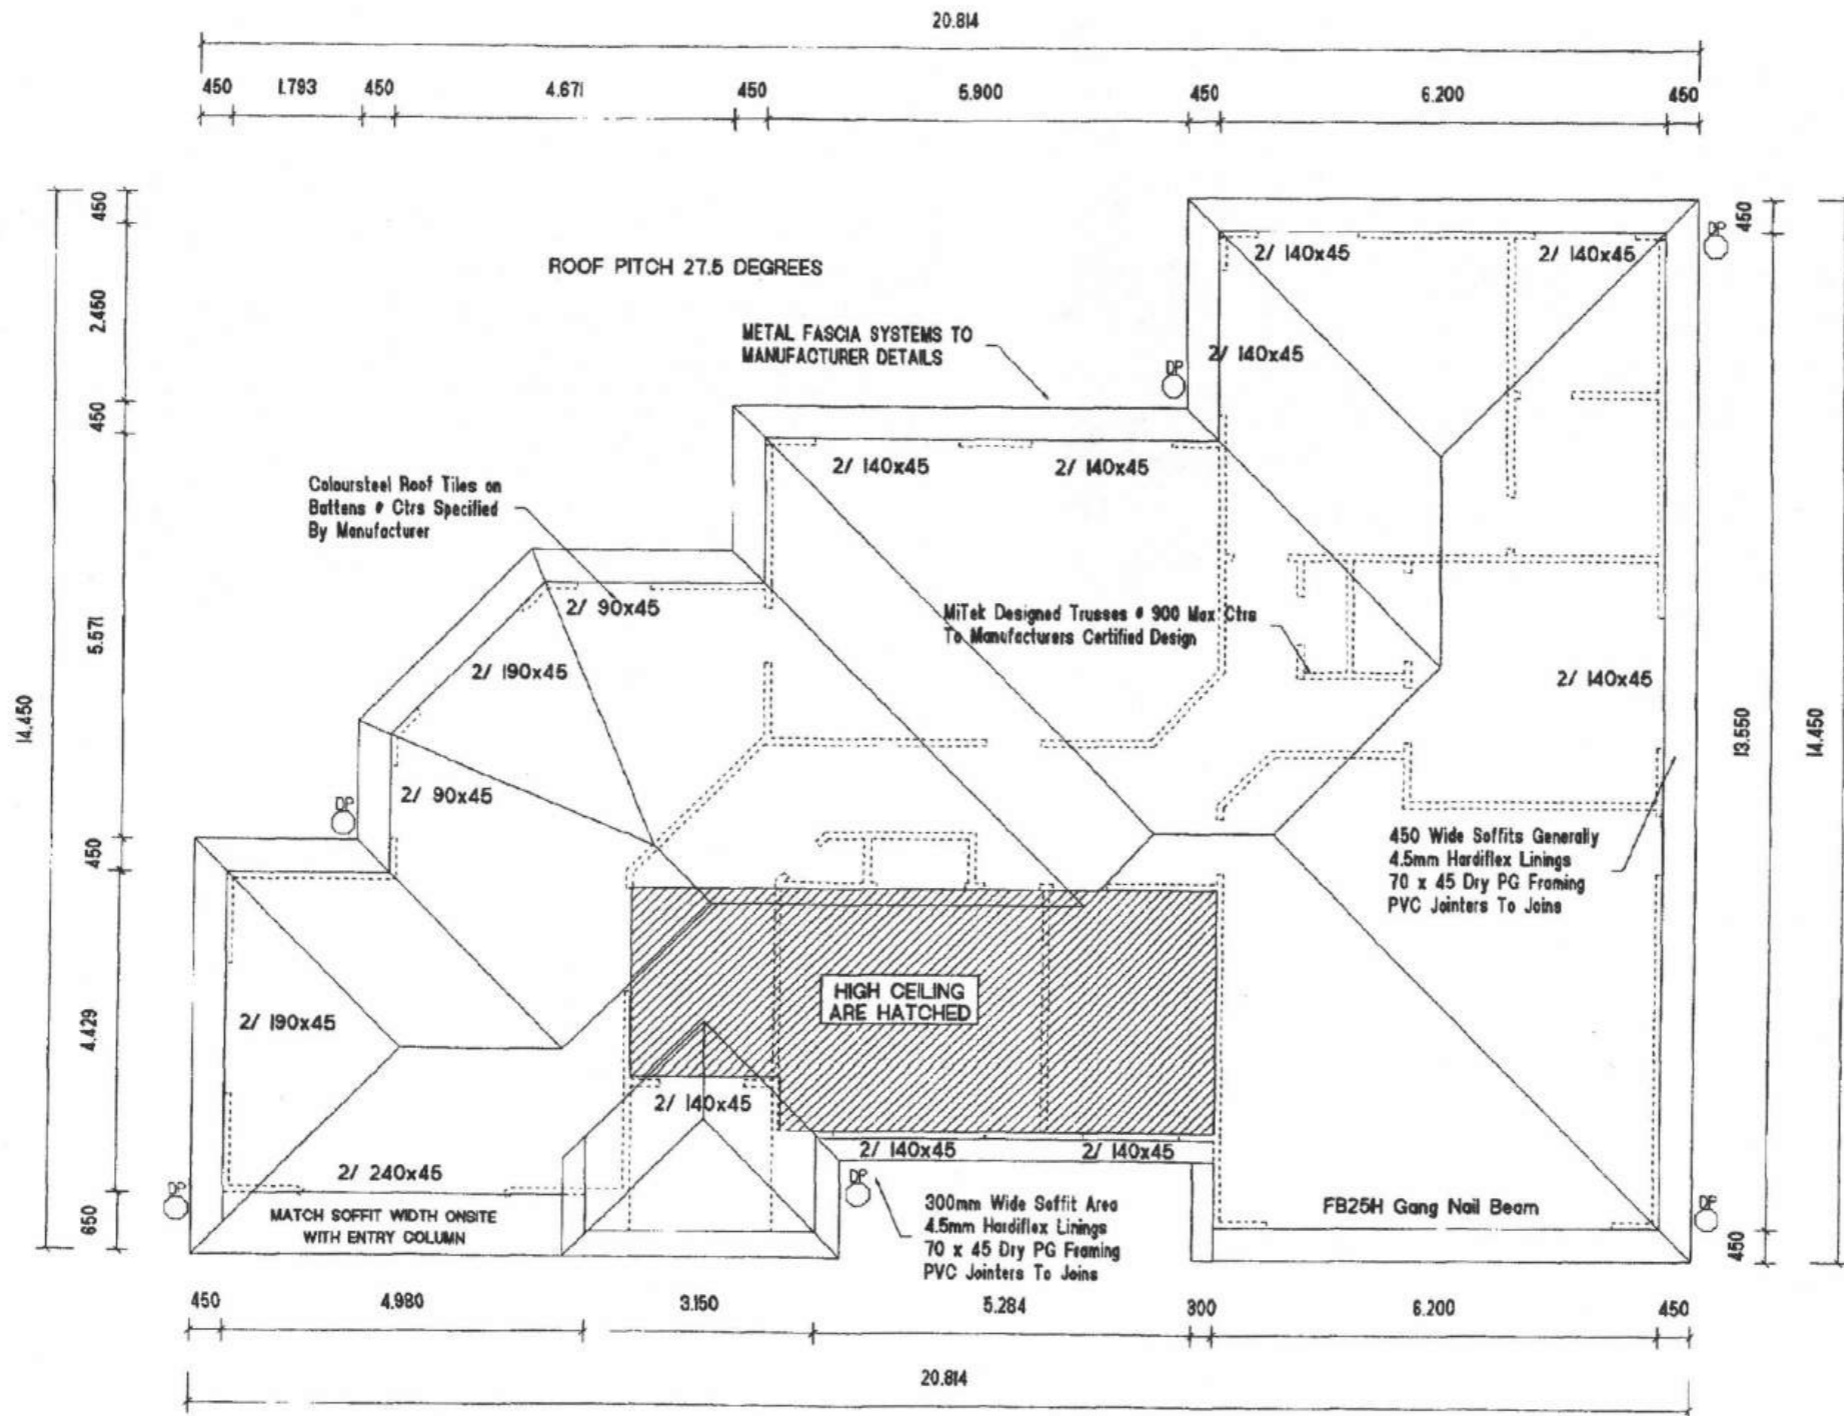 20.814
450 1.793 450 4.671 450 5.900 450 6.200 450
450
2.450
450
5.571
450
4.429
650
14.450
ROOF PITCH 27.5 DEGREES
METAL FASCIA SYSTEMS TO
MANUFACTURER DETAILS
Coloursteel Roof Tiles on
Battens @ Ctrs Specified
By Manufacturer
DP
2/ 140x45
2/ 140x45
DP
2/ 140x45
2/ 140x45
2/ 140x45
2/ 90x45
2/ 190x45
2/ 90x45
MiTek Designed Trusses @ 900 Max Ctrs
To Manufacturers Certified Design
2/ 140x45
DP
450 Wide Soffits Generally
4.5mm Hardiflex Linings
70 x 45 Dry PG Framing
PVC Jointers To Joins
HIGH CEILING
ARE HATCHED
2/ 190x45
2/ 140x45
2/ 140x45
2/ 140x45
2/ 240x45
DP
MATCH SOFFIT WIDTH ONSITE
WITH ENTRY COLUMN
DP
300mm Wide Soffit Area
4.5mm Hardiflex Linings
70 x 45 Dry PG Framing
PVC Jointers To Joins
FB25H Gang Nail Beam
DP
450
13.550
450
14.450
450 4.980 3.150 5.284 300 6.200 450
20.814